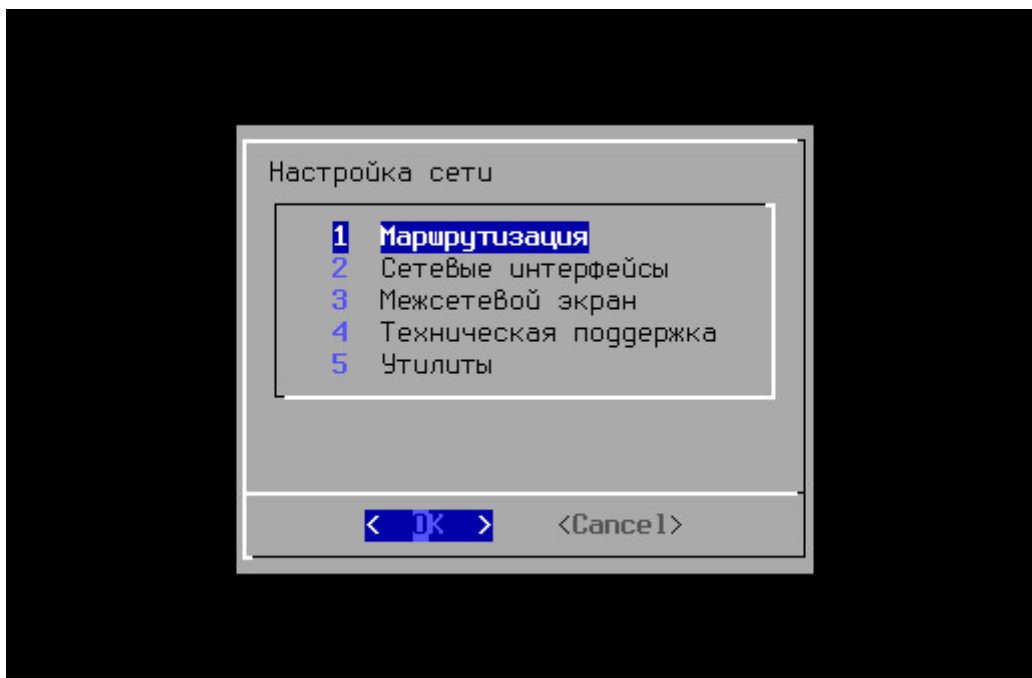 Настройка сети
1 Маршрутизация
2 Сетевые интерфейсы
3 Межсетевой экран
4 Техническая поддержка
5 Утилиты
< OK > <Cancel>